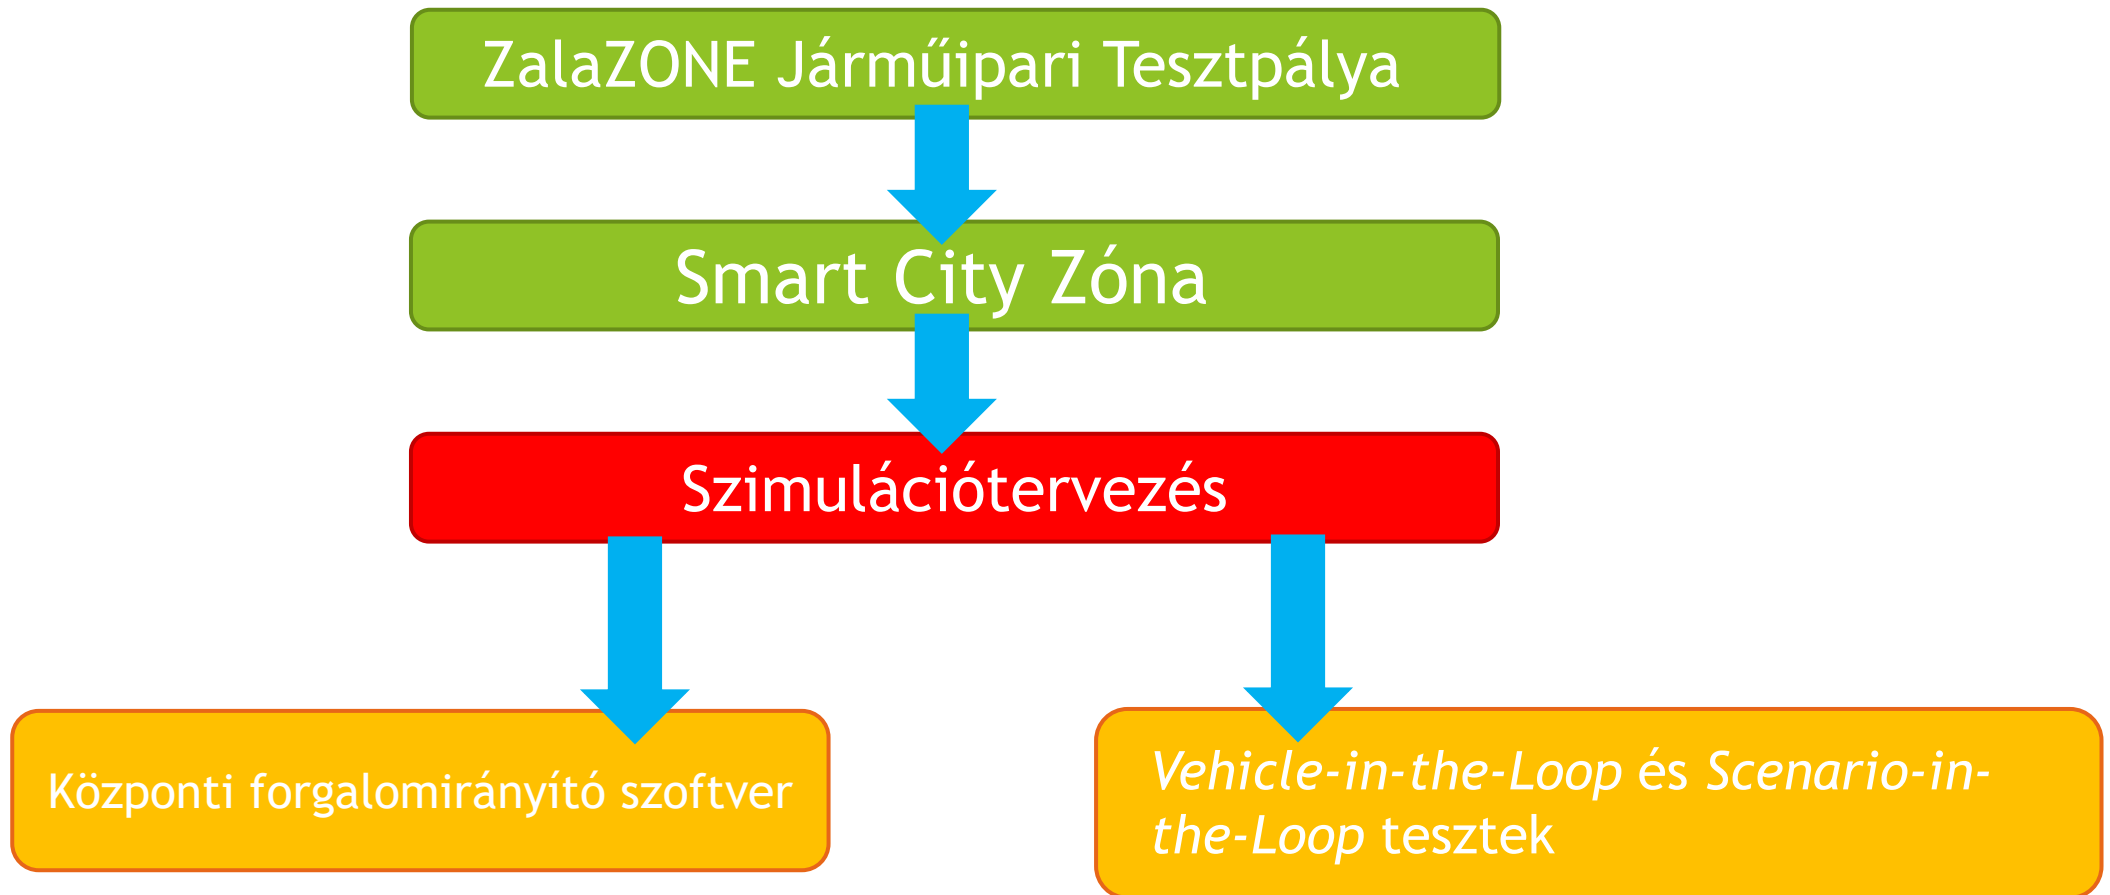 ZalaZONE Járműipari Tesztpálya
Smart City Zóna
Szimulációtervezés
Központi forgalomirányító szoftver
Vehicle-in-the-Loop és Scenario-in-
the-Loop tesztek